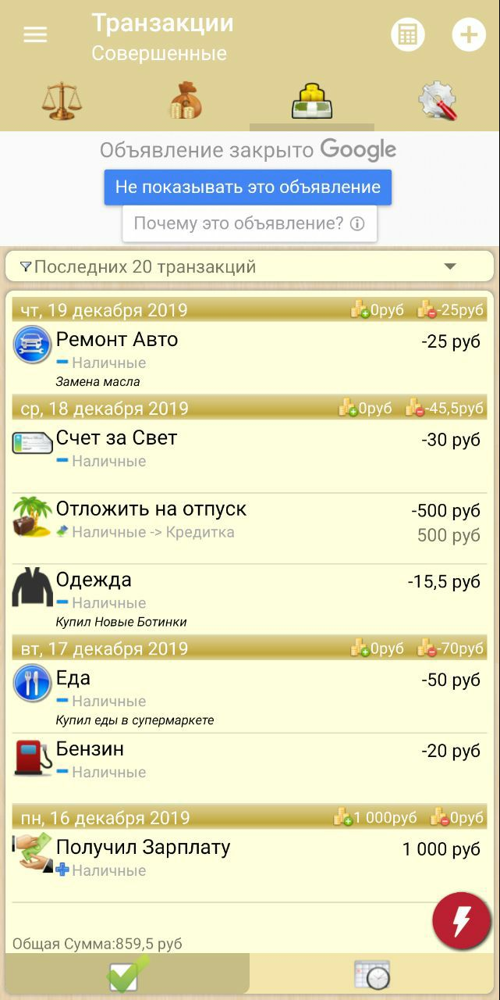 Транзакции
Совершенные
Объявление закрыто Google
Не показывать это объявление
Почему это объявление?
Последних 20 транзакций
чт, 19 декабря 2019 0руб -25руб
Ремонт Авто -25 руб
Наличные
Замена масла
ср, 18 декабря 2019 0руб -45,5руб
Счет за Свет -30 руб
Наличные
Отложить на отпуск -500 руб
Наличные -> Кредитка 500 руб
Одежда -15,5 руб
Наличные
Купил Новые Ботинки
вт, 17 декабря 2019 0руб -70руб
Еда -50 руб
Наличные
Купил еды в супермаркете
Бензин -20 руб
Наличные
пн, 16 декабря 2019 1 000руб 0руб
Получил Зарплату 1 000 руб
Наличные
Общая Сумма:859,5 руб